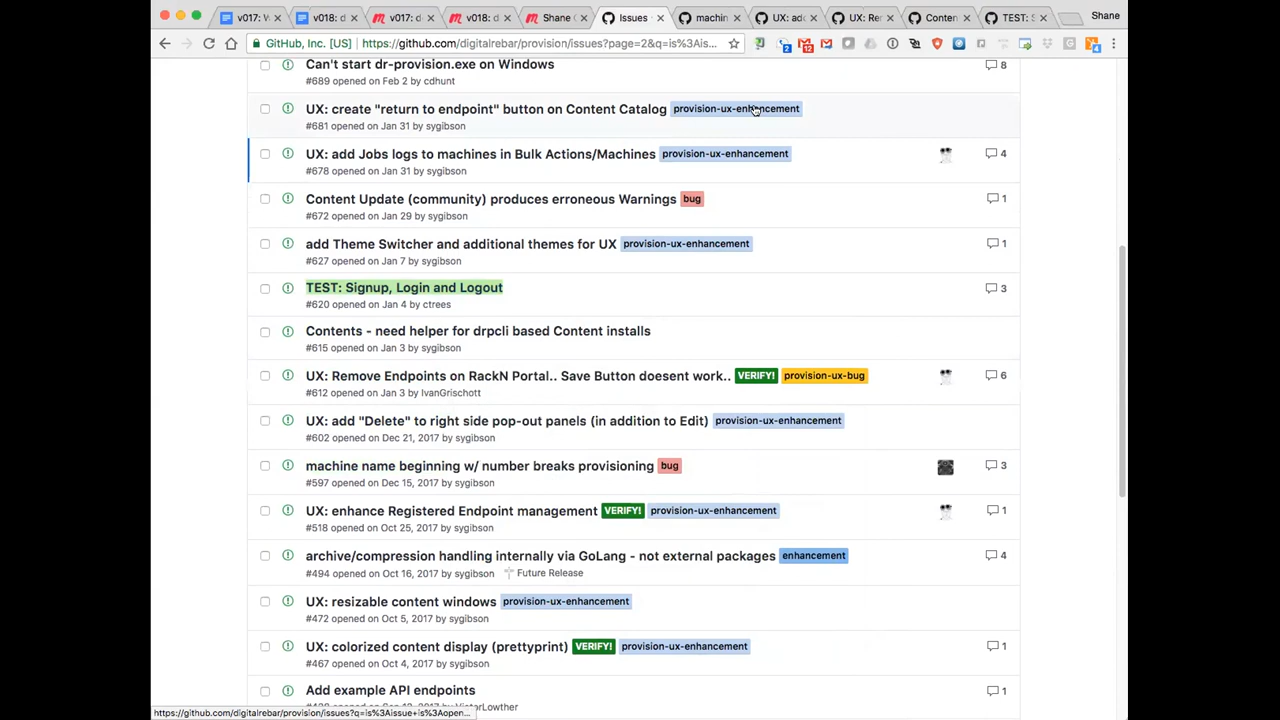 v017: V
v018: d
v017: d
v018: d
Shane
Issues
machin
UX: add
UX: Re
Conten
TEST: S
Shane
GitHub, Inc. [US] https://github.com/digitalrebar/provision/issues?page=2&q=is%3Ais...
Can't start dr-provision.exe on Windows
8
#689 opened on Feb 2 by cdhunt
UX: create "return to endpoint" button on Content Catalog provision-ux-enhancement
#681 opened on Jan 31 by sygibson
UX: add Jobs logs to machines in Bulk Actions/Machines provision-ux-enhancement
4
#678 opened on Jan 31 by sygibson
Content Update (community) produces erroneous Warnings bug
1
#672 opened on Jan 29 by sygibson
add Theme Switcher and additional themes for UX provision-ux-enhancement
1
#627 opened on Jan 7 by sygibson
TEST: Signup, Login and Logout
3
#620 opened on Jan 4 by ctrees
Contents - need helper for drpcli based Content installs
#615 opened on Jan 3 by sygibson
UX: Remove Endpoints on RackN Portal.. Save Button doesent work.. VERIFY! provision-ux-bug
6
#612 opened on Jan 3 by IvanGrischott
UX: add "Delete" to right side pop-out panels (in addition to Edit) provision-ux-enhancement
#602 opened on Dec 21, 2017 by sygibson
machine name beginning w/ number breaks provisioning bug
3
#597 opened on Dec 15, 2017 by sygibson
UX: enhance Registered Endpoint management VERIFY! provision-ux-enhancement
1
#518 opened on Oct 25, 2017 by sygibson
archive/compression handling internally via GoLang - not external packages enhancement
4
#494 opened on Oct 16, 2017 by sygibson Future Release
UX: resizable content windows provision-ux-enhancement
#472 opened on Oct 5, 2017 by sygibson
UX: colorized content display (prettyprint) VERIFY! provision-ux-enhancement
1
#467 opened on Oct 4, 2017 by sygibson
Add example API endpoints
1
VictorLowther
https://github.com/digitalrebar/provision/issues?q=is%3Aissue+is%3Aopen...